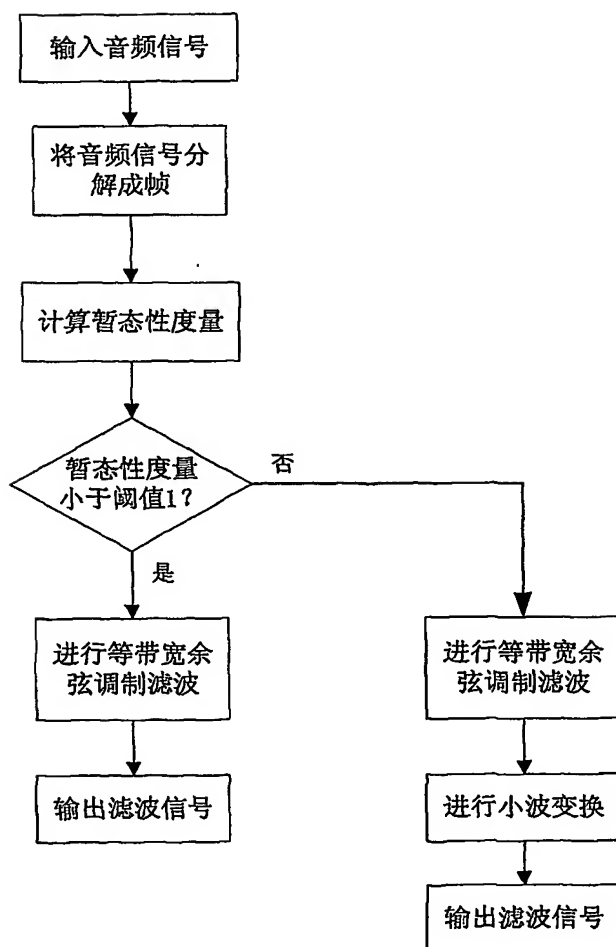 输入音频信号
将音频信号分
解成帧
计算暂态性度量
暂态性度量
小于阈值1?
否
是
进行等带宽余
弦调制滤波
进行等带宽余
弦调制滤波
输出滤波信号
进行小波变换
输出滤波信号